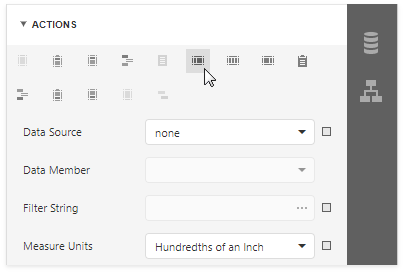 ACTIONS
Data Source none
Data Member
Filter String ...
Measure Units Hundredths of an Inch